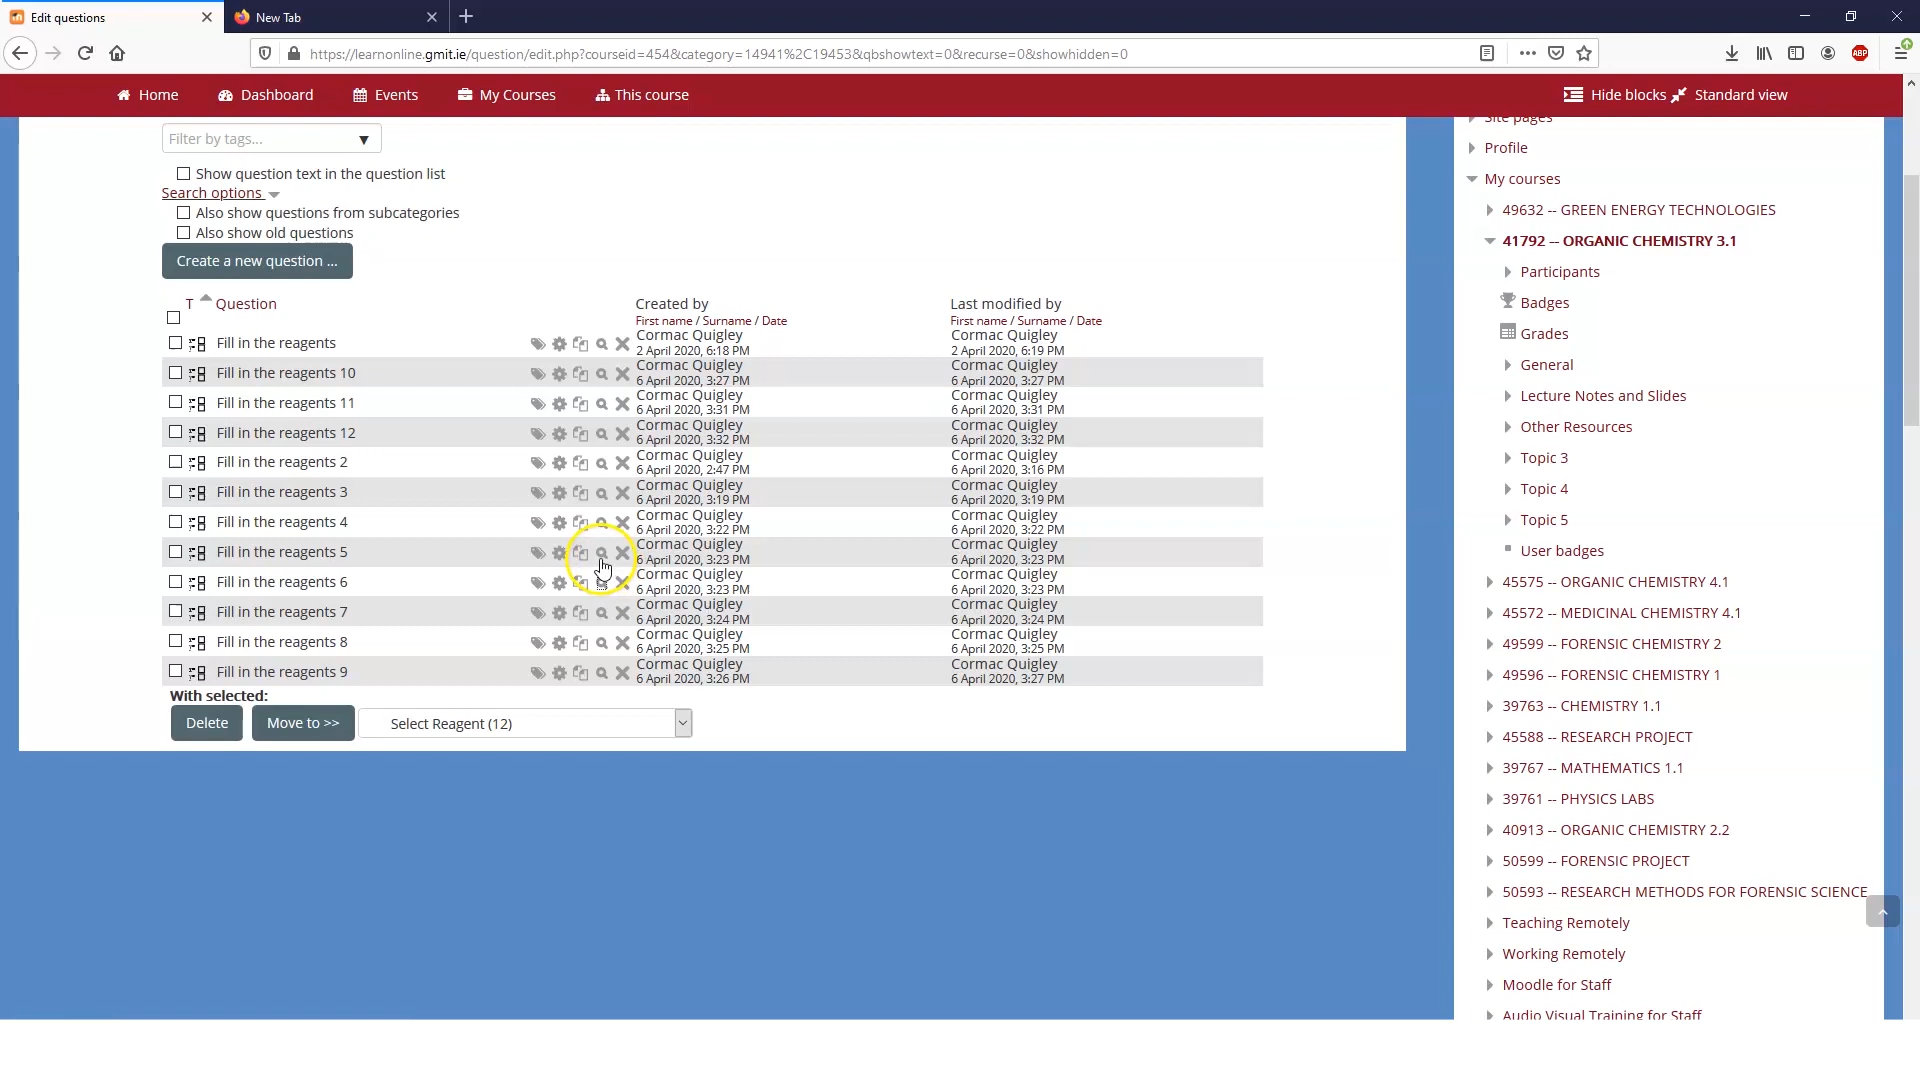 Edit questions
New Tab
https://learnonline.gmit.ie/question/edit.php?courseid=454&category=14941%2C19453&qbshowtext=0&recurse=0&showhidden=0
ABP
Home
Dashboard
Events
My Courses
This course
Hide blocks
Standard view
Filter by tags...
Show question text in the question list
Search options
Also show questions from subcategories
Also show old questions
Create a new question ...
T Question
Created by
First name / Surname / Date
Last modified by
First name / Surname / Date
Fill in the reagents
Cormac Quigley
2 April 2020, 6:18 PM
Cormac Quigley
2 April 2020, 6:19 PM
Fill in the reagents 10
Cormac Quigley
6 April 2020, 3:27 PM
Cormac Quigley
6 April 2020, 3:27 PM
Fill in the reagents 11
Cormac Quigley
6 April 2020, 3:31 PM
Cormac Quigley
6 April 2020, 3:31 PM
Fill in the reagents 12
Cormac Quigley
6 April 2020, 3:32 PM
Cormac Quigley
6 April 2020, 3:32 PM
Fill in the reagents 2
Cormac Quigley
6 April 2020, 2:47 PM
Cormac Quigley
6 April 2020, 3:16 PM
Fill in the reagents 3
Cormac Quigley
6 April 2020, 3:19 PM
Cormac Quigley
6 April 2020, 3:19 PM
Fill in the reagents 4
Cormac Quigley
6 April 2020, 3:22 PM
Cormac Quigley
6 April 2020, 3:22 PM
Fill in the reagents 5
Cormac Quigley
6 April 2020, 3:23 PM
Cormac Quigley
6 April 2020, 3:23 PM
Fill in the reagents 6
Cormac Quigley
6 April 2020, 3:23 PM
Cormac Quigley
6 April 2020, 3:23 PM
Fill in the reagents 7
Cormac Quigley
6 April 2020, 3:24 PM
Cormac Quigley
6 April 2020, 3:24 PM
Fill in the reagents 8
Cormac Quigley
6 April 2020, 3:25 PM
Cormac Quigley
6 April 2020, 3:25 PM
Fill in the reagents 9
Cormac Quigley
6 April 2020, 3:26 PM
Cormac Quigley
6 April 2020, 3:27 PM
With selected:
Delete
Move to >>
Select Reagent (12)
Site pages
Profile
My courses
49632 -- GREEN ENERGY TECHNOLOGIES
41792 -- ORGANIC CHEMISTRY 3.1
Participants
Badges
Grades
General
Lecture Notes and Slides
Other Resources
Topic 3
Topic 4
Topic 5
User badges
45575 -- ORGANIC CHEMISTRY 4.1
45572 -- MEDICINAL CHEMISTRY 4.1
49599 -- FORENSIC CHEMISTRY 2
49596 -- FORENSIC CHEMISTRY 1
39763 -- CHEMISTRY 1.1
45588 -- RESEARCH PROJECT
39767 -- MATHEMATICS 1.1
39761 -- PHYSICS LABS
40913 -- ORGANIC CHEMISTRY 2.2
50599 -- FORENSIC PROJECT
50593 -- RESEARCH METHODS FOR FORENSIC SCIENCE
Teaching Remotely
Working Remotely
Moodle for Staff
Audio Visual Training for Staff